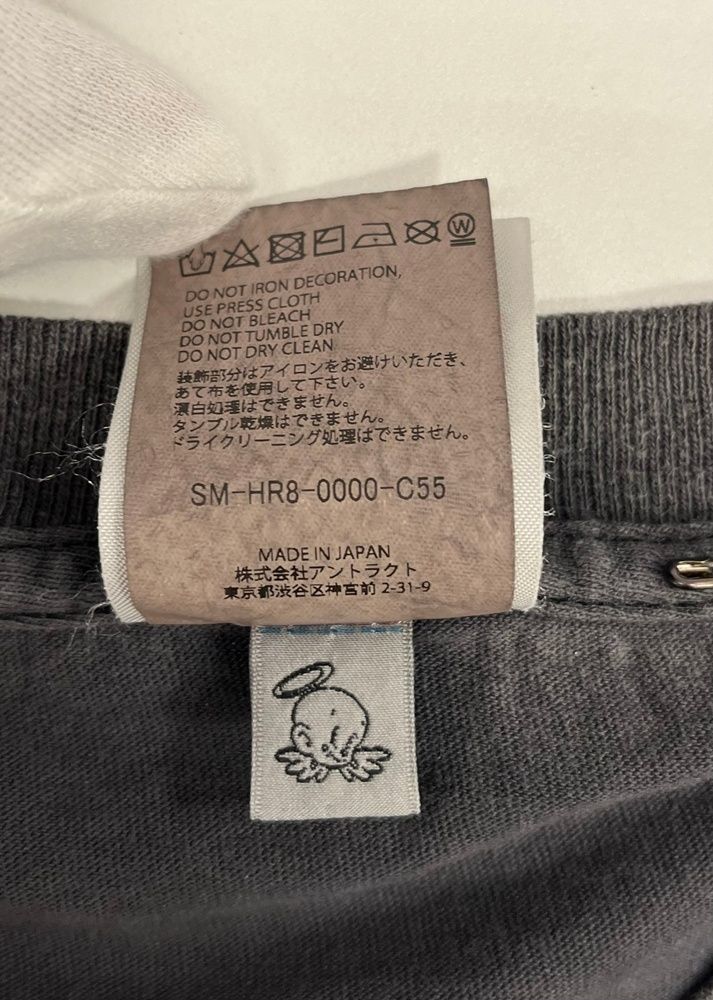 DO NOT IRON DECORATION,
USE PRESS CLOTH
DO NOT BLEACH
DO NOT TUMBLE DRY
DO NOT DRY CLEAN
装飾部分はアイロンをお避けいただき、
あて布を使用して下さい。
漂白処理はできません。
タンブル乾燥はできません。
ドライクリーニング処理はできません。
SM-HR8-0000-C55
MADE IN JAPAN
株式会社アントラクト
東京都渋谷区神宮前 2-31-9